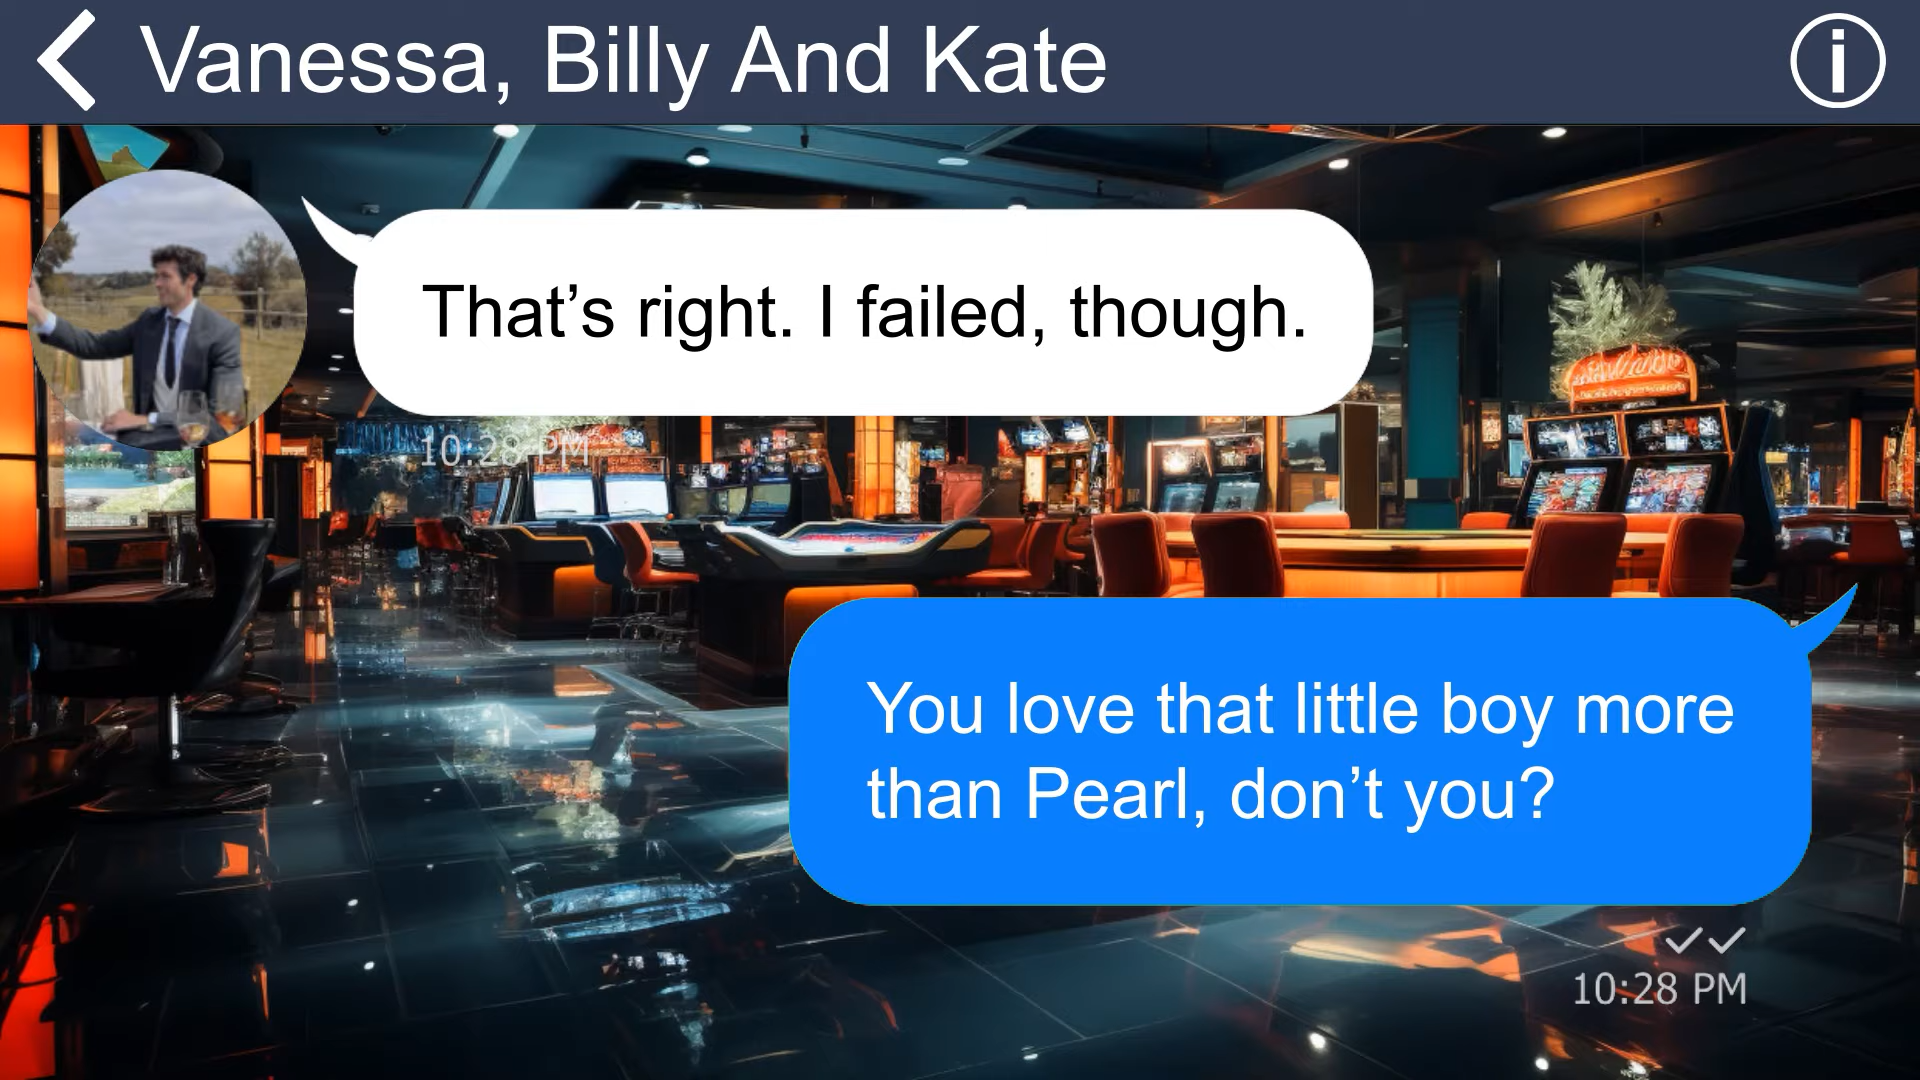 Vanessa, Billy And Kate
That’s right. I failed, though.
10:28 PM
You love that little boy more
than Pearl, don’t you?
10:28 PM